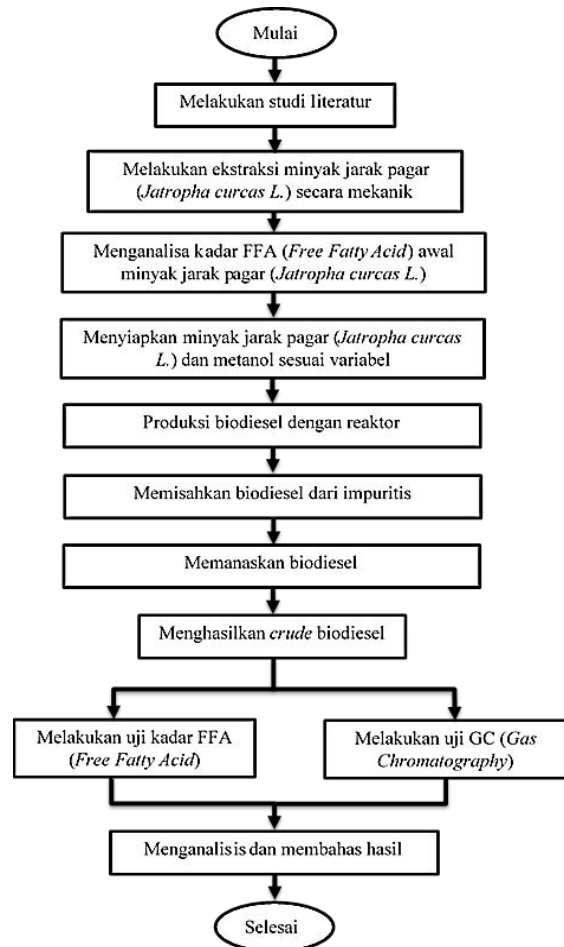 Mulai
Melakukan studi literatur
Melakukan ekstraksi minyak jarak pagar
(Jatropha curcas L.) secara mekanik
Menganalisa kadar FFA (Free Fatty Acid) awal
minyak jarak pagar (Jatropha curcas L.)
Menyiapkan minyak jarak pagar (Jatropha curcas
L.) dan metanol sesuai variabel
Produksi biodiesel dengan reaktor
Memisahkan biodiesel dari impuritis
Memanaskan biodiesel
Menghasilkan crude biodiesel
Melakukan uji kadar FFA
(Free Fatty Acid)
Melakukan uji GC (Gas
Chromatography)
Menganalisis dan membahas hasil
Selesai